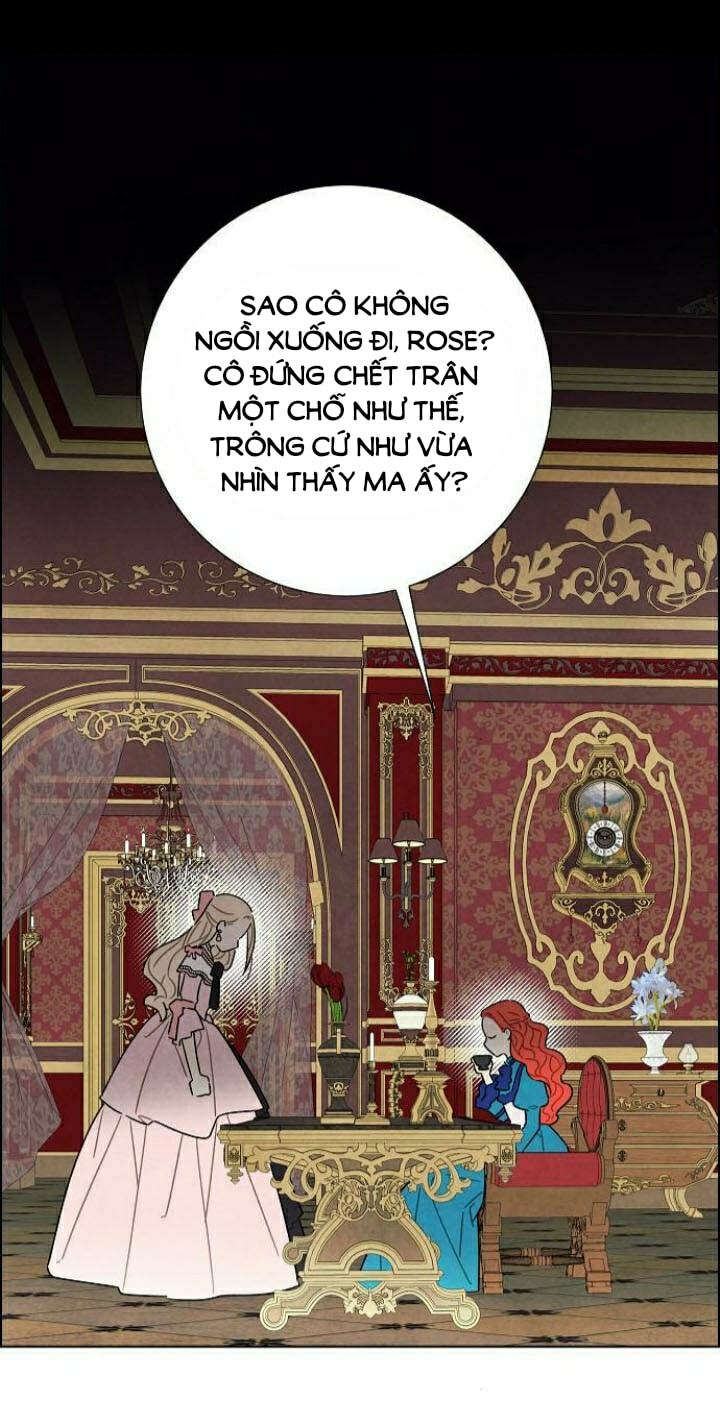 SAO CÔ KHÔNG
NGỒI XUỐNG ĐI, ROSE?
CÔ ĐỨNG CHẾT TRÂN
MỘT CHỖ NHƯ THẾ,
TRÔNG CỨ NHƯ VỪA
NHÌN THẤY MA ẤY?